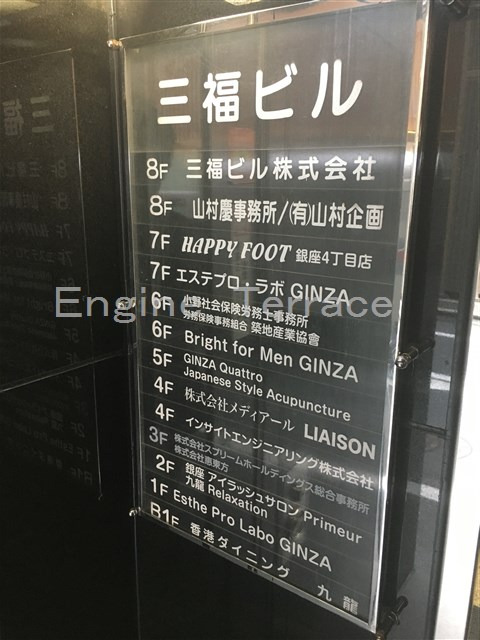 三福ビル
8F 三福ビル株式会社
8F 山村慶事務所/(有)山村企画
7F HAPPY FOOT 銀座4丁目店
7F エステプロ・ラボ GINZA
Engineer Terrace
6F 小野社会保険労務士事務所
労務保険事務組合 築地産業協會
6F Bright for Men GINZA
5F GINZA Quattro
Japanese Style Acupuncture
4F 株式会社メディアール LIAISON
4F インサイトエンジニアリング株式会社
3F 株式会社スプリームホールディングス総合事務所
株式会社恵東方
2F 銀座 アイラッシュサロン Primeur
九龍 Relaxation
1F Esthe Pro Labo GINZA
B1F 香港ダイニング 九龍